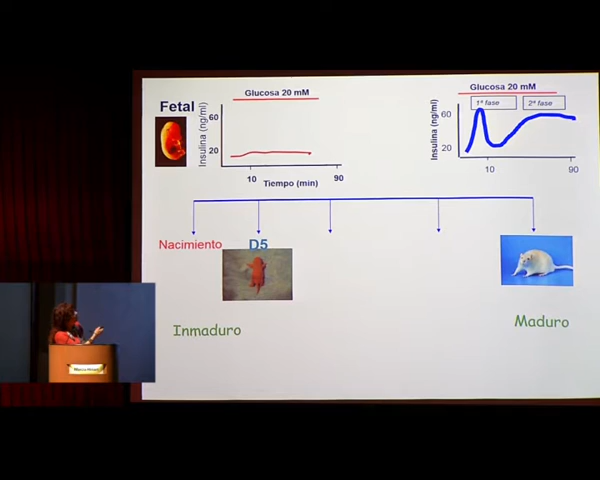 Fetal
Glucosa 20 mM
Insulina (ng/ml)
60
20
10
90
Tiempo (min)
Glucosa 20 mM
1ª fase
2ª fase
Insulina (ng/ml)
60
20
10
90
Nacimiento
D5
Inmaduro
Maduro